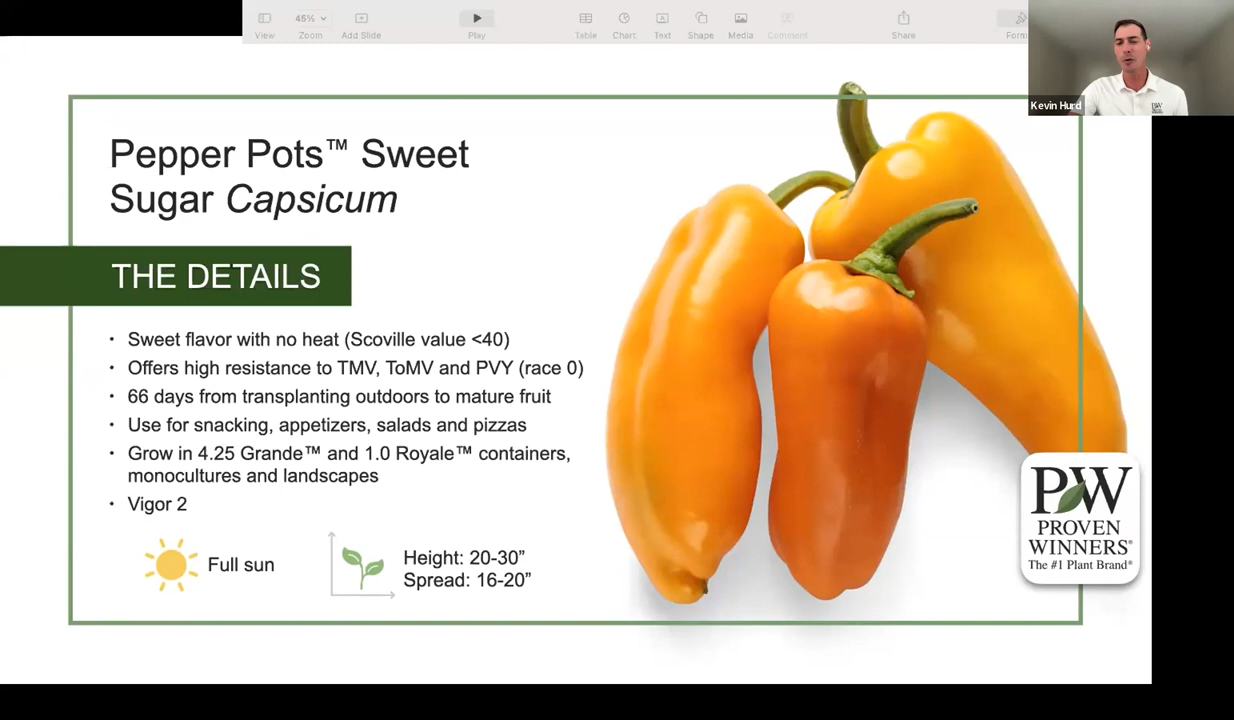 45%
View
Zoom
Add Slide
Play
Table
Chart
Text
Shape
Media
Comment
Share
Form
Kevin Hurd
PW
Pepper Pots™ Sweet
Sugar Capsicum
THE DETAILS
• Sweet flavor with no heat (Scoville value <40)
• Offers high resistance to TMV, ToMV and PVY (race 0)
• 66 days from transplanting outdoors to mature fruit
• Use for snacking, appetizers, salads and pizzas
• Grow in 4.25 Grande™ and 1.0 Royale™ containers,
monocultures and landscapes
• Vigor 2
Full sun
Height: 20-30”
Spread: 16-20”
PW
PROVEN
WINNERS®
The #1 Plant Brand®